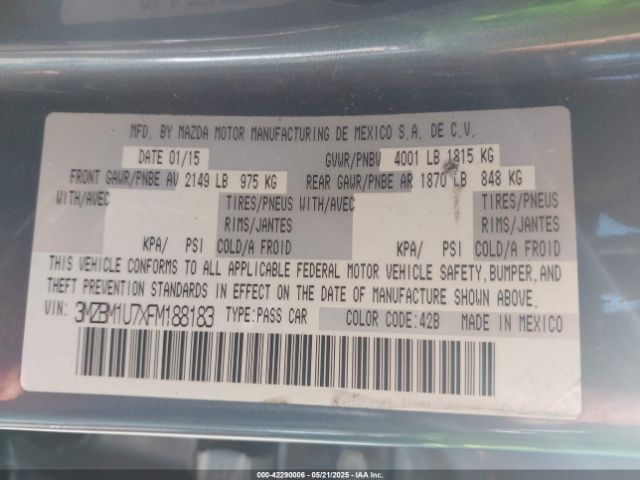 MFD. BY MAZDA MOTOR MANUFACTURING DE MEXICO S.A. DE C.V.
DATE 01/15 GVWR/PNBV 4001 LB 1815 KG
FRONT GAWR/PNBE AV 2149 LB 975 KG REAR GAWR/PNBE AR 1870 LB 848 KG
WITH/AVEC TIRES/PNEUS WITH/AVEC TIRES/PNEUS
RIMS/JANTES RIMS/JANTES
KPA/ PSI COLD/A FROID KPA/ PSI COLD/A FROID
THIS VEHICLE CONFORMS TO ALL APPLICABLE FEDERAL MOTOR VEHICLE SAFETY, BUMPER, AND
THEFT PREVENTION STANDARDS IN EFFECT ON THE DATE OF MANUFACTURE SHOWN ABOVE.
VIN: 3MZBM1U7XFM188183 TYPE:PASS CAR COLOR CODE:42B MADE IN MEXICO
000-42290006 - 05/21/2025 - IAAI.COM